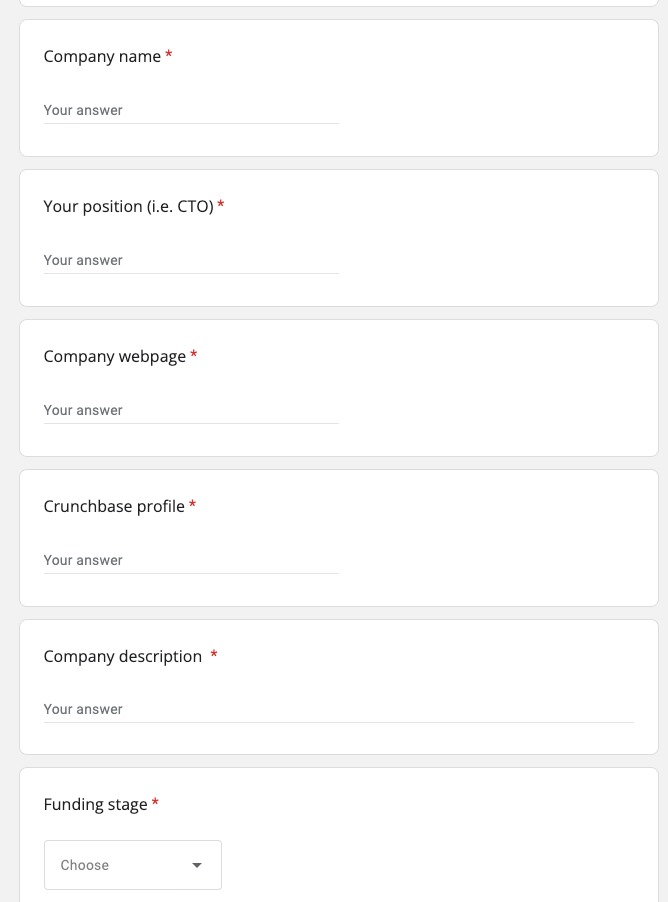 Company name *
Your answer
Your position (i.e. CTO) *
Your answer
Company webpage *
Your answer
Crunchbase profile *
Your answer
Company description *
Your answer
Funding stage *
Choose